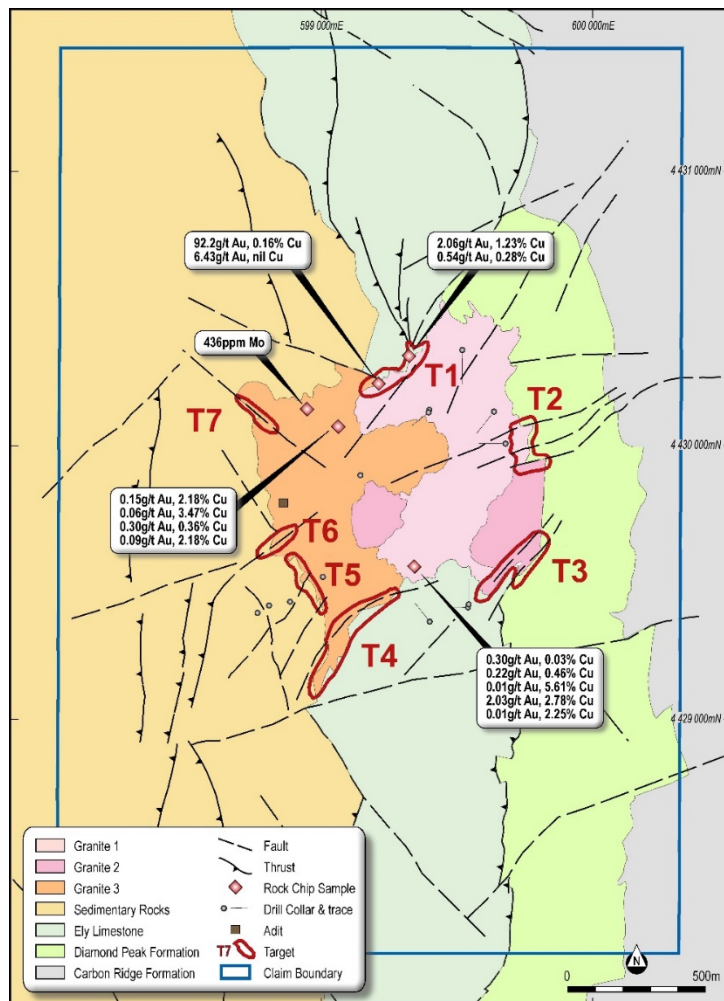 599 000mE
600 000mE
4 431 000mN
92.2g/t Au, 0.16% Cu
6.43g/t Au, nil Cu
2.06g/t Au, 1.23% Cu
0.54g/t Au, 0.28% Cu
436ppm Mo
T1
T7
T2
4 430 000mN
0.15g/t Au, 2.18% Cu
0.06g/t Au, 3.47% Cu
0.30g/t Au, 0.36% Cu
0.09g/t Au, 2.18% Cu
T6
T5
T3
T4
0.30g/t Au, 0.03% Cu
0.22g/t Au, 0.46% Cu
0.01g/t Au, 5.61% Cu
2.03g/t Au, 2.78% Cu
0.01g/t Au, 2.25% Cu
4 429 000mN
Granite 1
Granite 2
Granite 3
Sedimentary Rocks
Ely Limestone
Diamond Peak Formation
Carbon Ridge Formation
Fault
Thrust
Rock Chip Sample
Drill Collar & trace
Adit
T7 Target
Claim Boundary
N
0 500m